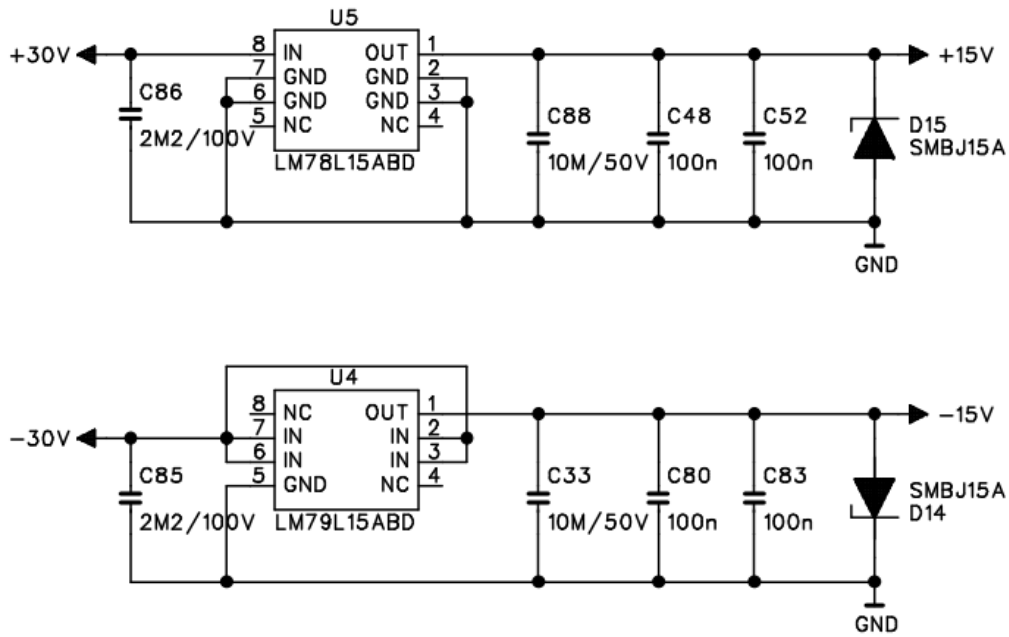 U5
+30V
8 IN OUT 1
+15V
7 GND GND 2
6 GND GND 3
5 NC NC 4
LM78L15ABD
C86
2M2/100V
C88
10M/50V
C48
100n
C52
100n
D15
SMBJ15A
GND
U4
8 NC OUT 1
-15V
-30V
7 IN IN 2
6 IN IN 3
5 GND NC 4
LM79L15ABD
C85
2M2/100V
C33
10M/50V
C80
100n
C83
100n
SMBJ15A
D14
GND